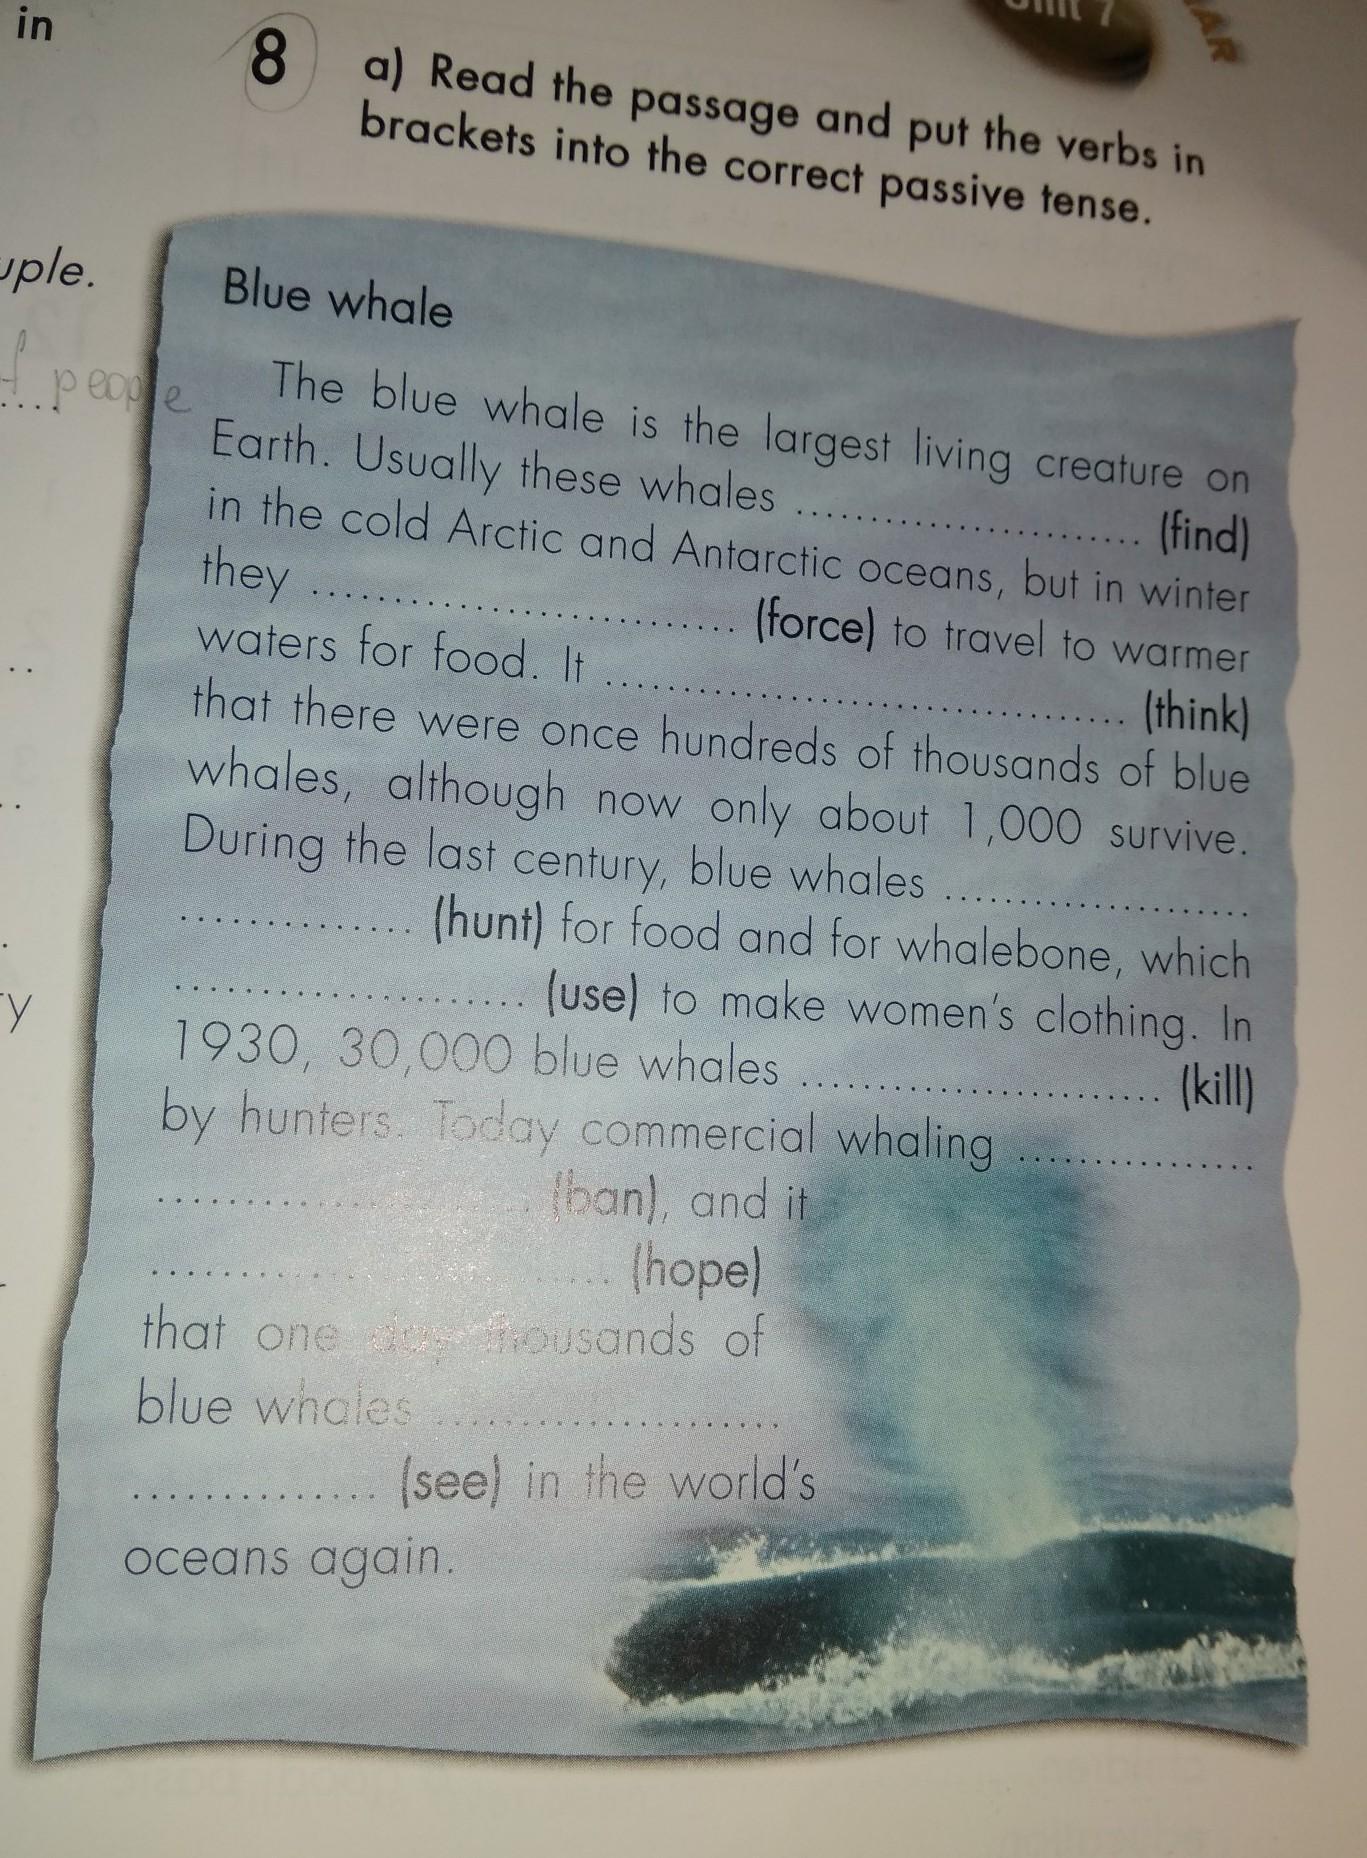 in
Unit 7
8 a) Read the passage and put the verbs in
brackets into the correct passive tense.
Blue whale
people
The blue whale is the largest living creature on
Earth. Usually these whales ........................ (find)
in the cold Arctic and Antarctic oceans, but in winter
they ............................ (force) to travel to warmer
waters for food. It .................................. (think)
that there were once hundreds of thousands of blue
whales, although now only about 1,000 survive.
During the last century, blue whales ....................
............... (hunt) for food and for whalebone, which
...................... (use) to make women's clothing. In
1930, 30,000 blue whales ....................... (kill)
by hunters. Today commercial whaling ...............
........................ (ban), and it
.............................. (hope)
that one day thousands of
blue whales ......................
................ (see) in the world's
oceans again.